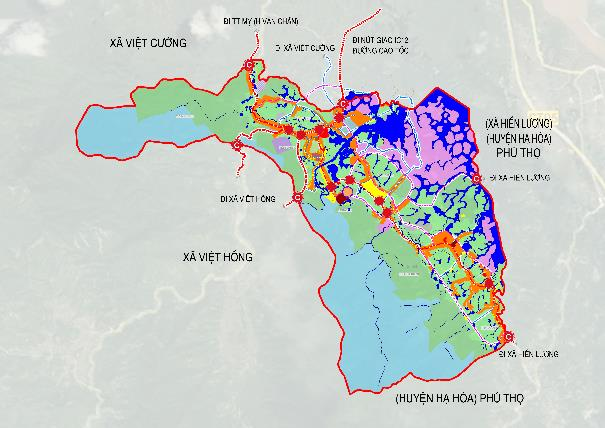 ĐI TT MỴ (H.VĂN CHẤN)
XÃ VIỆT CƯỜNG
ĐI XÃ VIỆT CƯỜNG
ĐI NÚT GIAO IC12
ĐƯỜNG CAO TỐC
(XÃ HIỀN LƯƠNG)
(HUYỆN HẠ HÒA)
PHÚ THỌ
ĐI XÃ HIỀN LƯƠNG
ĐI XÃ VIỆT HỒNG
XÃ VIỆT HỒNG
ĐI XÃ HIỀN LƯƠNG
(HUYỆN HẠ HÒA) PHÚ THỌ